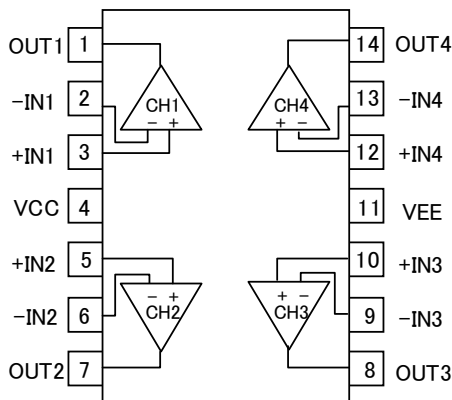 OUT1 1 14 OUT4
−IN1 2 CH1 CH4 13 −IN4
− + + −
+IN1 3 12 +IN4
VCC 4 11 VEE
+IN2 5 10 +IN3
− + + −
−IN2 6 CH2 CH3 9 −IN3
OUT2 7 8 OUT3